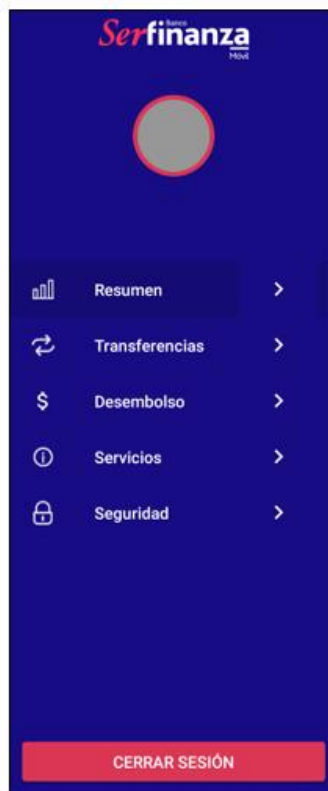 Banco
Serfinanza
Móvil
Resumen
Transferencias
$ Desembolso
Servicios
Seguridad
CERRAR SESIÓN